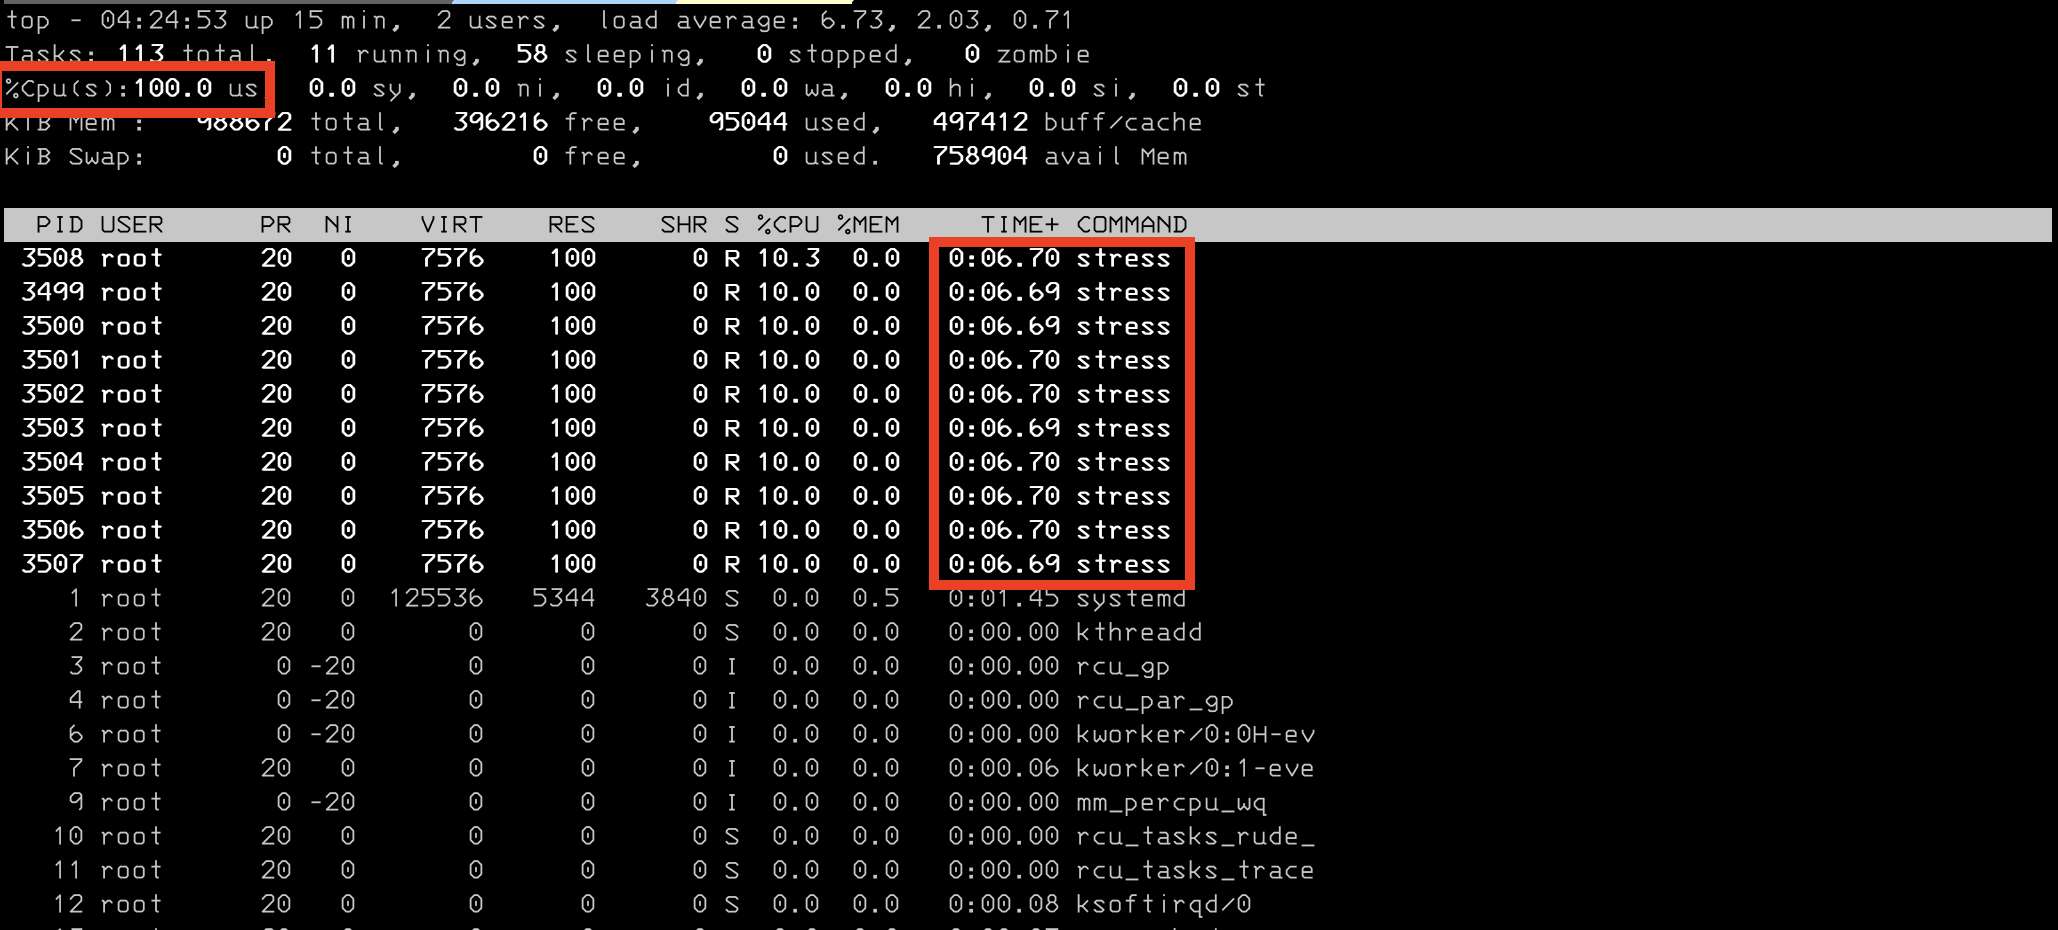 top - 04:24:53 up 15 min,  2 users,  load average: 6.73, 2.03, 0.71
Tasks: 113 total,  11 running,  58 sleeping,   0 stopped,   0 zombie
%Cpu(s):100.0 us,  0.0 sy,  0.0 ni,  0.0 id,  0.0 wa,  0.0 hi,  0.0 si,  0.0 st
KiB Mem :   988672 total,   396216 free,    95044 used,   497412 buff/cache
KiB Swap:        0 total,        0 free,        0 used.   758904 avail Mem
PID USER      PR  NI    VIRT    RES    SHR S %CPU %MEM     TIME+ COMMAND
3508 root      20   0    7576    100      0 R 10.3  0.0   0:06.70 stress
3499 root      20   0    7576    100      0 R 10.0  0.0   0:06.69 stress
3500 root      20   0    7576    100      0 R 10.0  0.0   0:06.69 stress
3501 root      20   0    7576    100      0 R 10.0  0.0   0:06.70 stress
3502 root      20   0    7576    100      0 R 10.0  0.0   0:06.70 stress
3503 root      20   0    7576    100      0 R 10.0  0.0   0:06.69 stress
3504 root      20   0    7576    100      0 R 10.0  0.0   0:06.70 stress
3505 root      20   0    7576    100      0 R 10.0  0.0   0:06.70 stress
3506 root      20   0    7576    100      0 R 10.0  0.0   0:06.70 stress
3507 root      20   0    7576    100      0 R 10.0  0.0   0:06.69 stress
1 root      20   0  125536   5344   3840 S  0.0  0.5   0:01.45 systemd
2 root      20   0       0      0      0 S  0.0  0.0   0:00.00 kthreadd
3 root       0 -20       0      0      0 I  0.0  0.0   0:00.00 rcu_gp
4 root       0 -20       0      0      0 I  0.0  0.0   0:00.00 rcu_par_gp
6 root       0 -20       0      0      0 I  0.0  0.0   0:00.00 kworker/0:0H-ev
7 root      20   0       0      0      0 I  0.0  0.0   0:00.06 kworker/0:1-eve
9 root       0 -20       0      0      0 I  0.0  0.0   0:00.00 mm_percpu_wq
10 root      20   0       0      0      0 S  0.0  0.0   0:00.00 rcu_tasks_rude_
11 root      20   0       0      0      0 S  0.0  0.0   0:00.00 rcu_tasks_trace
12 root      20   0       0      0      0 S  0.0  0.0   0:00.08 ksoftirqd/0